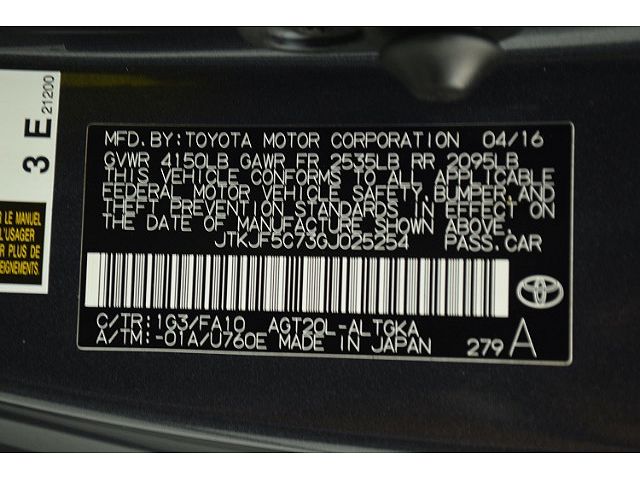 3 E
21200
LE MANUEL
L'USAGER
R PLUS DE
EIGNEMENTS
MFD.BY:TOYOTA MOTOR CORPORATION 04/16
GVWR 4150LB GAWR FR 2535LB RR 2095LB
THIS VEHICLE CONFORMS TO ALL APPLICABLE
FEDERAL MOTOR VEHICLE SAFETY,BUMPER,AND
THEFT PREVENTION STANDARDS IN EFFECT ON
THE DATE OF MANUFACTURE SHOWN ABOVE.
JTKJF5C73GJ025254 PASS.CAR
C/TR:1G3/FA10 AGT20L-ALTGKA
A/TM:-01A/U760E MADE IN JAPAN 279 A